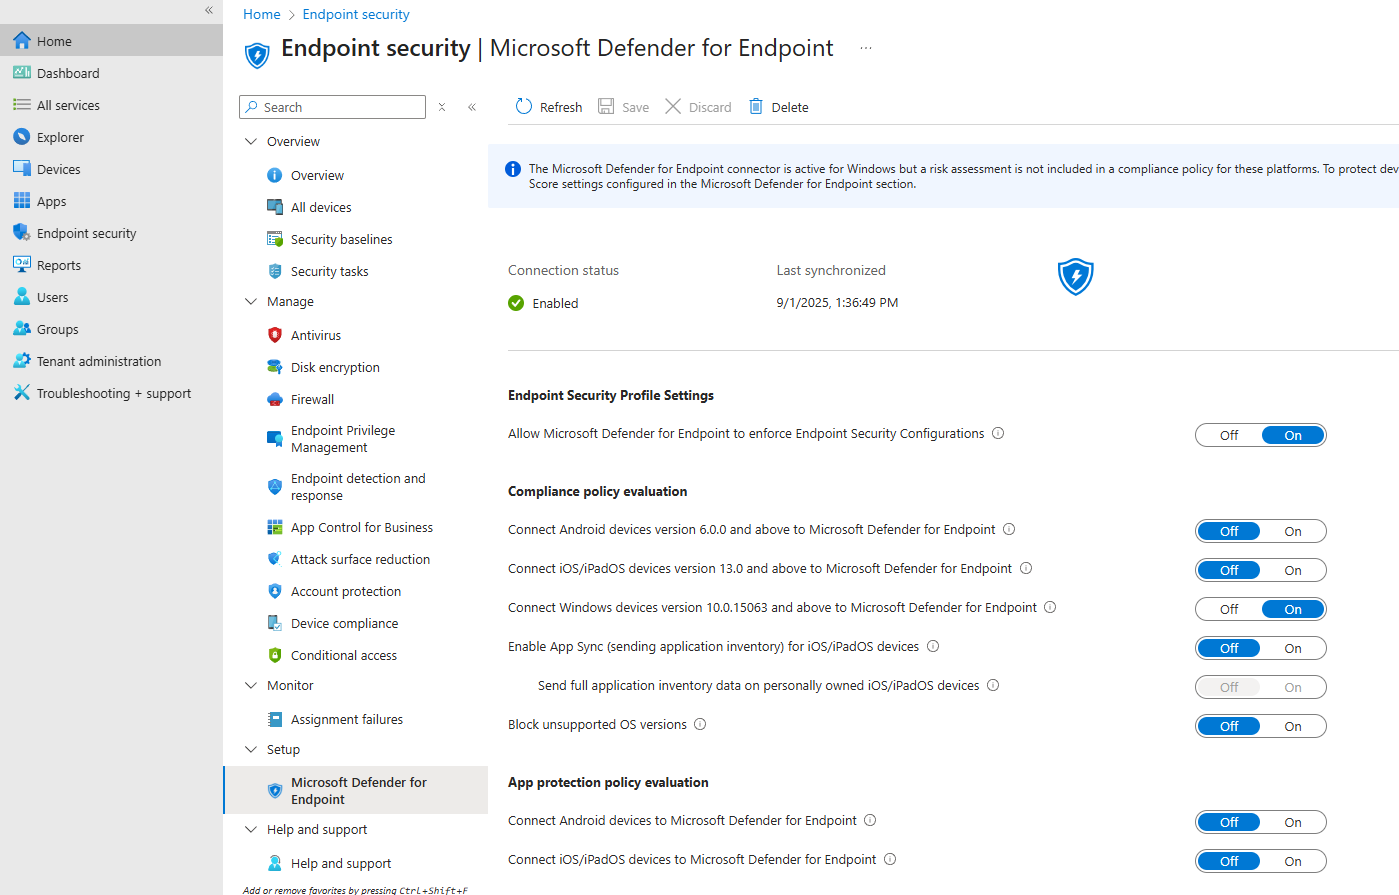 Home
Dashboard
All services
Explorer
Devices
Apps
Endpoint security
Reports
Users
Groups
Tenant administration
Troubleshooting + support
Home > Endpoint security
Endpoint security | Microsoft Defender for Endpoint ...
Search
Overview
Overview
All devices
Security baselines
Security tasks
Manage
Antivirus
Disk encryption
Firewall
Endpoint Privilege
Management
Endpoint detection and
response
App Control for Business
Attack surface reduction
Account protection
Device compliance
Conditional access
Monitor
Assignment failures
Setup
Microsoft Defender for
Endpoint
Help and support
Help and support
Add or remove favorites by pressing Ctrl+Shift+F
Refresh Save Discard Delete
The Microsoft Defender for Endpoint connector is active for Windows but a risk assessment is not included in a compliance policy for these platforms. To protect dev
Score settings configured in the Microsoft Defender for Endpoint section.
Connection status Last synchronized
Enabled 9/1/2025, 1:36:49 PM
Endpoint Security Profile Settings
Allow Microsoft Defender for Endpoint to enforce Endpoint Security Configurations Off On
Compliance policy evaluation
Connect Android devices version 6.0.0 and above to Microsoft Defender for Endpoint Off On
Connect iOS/iPadOS devices version 13.0 and above to Microsoft Defender for Endpoint Off On
Connect Windows devices version 10.0.15063 and above to Microsoft Defender for Endpoint Off On
Enable App Sync (sending application inventory) for iOS/iPadOS devices Off On
Send full application inventory data on personally owned iOS/iPadOS devices Off On
Block unsupported OS versions Off On
App protection policy evaluation
Connect Android devices to Microsoft Defender for Endpoint Off On
Connect iOS/iPadOS devices to Microsoft Defender for Endpoint Off On